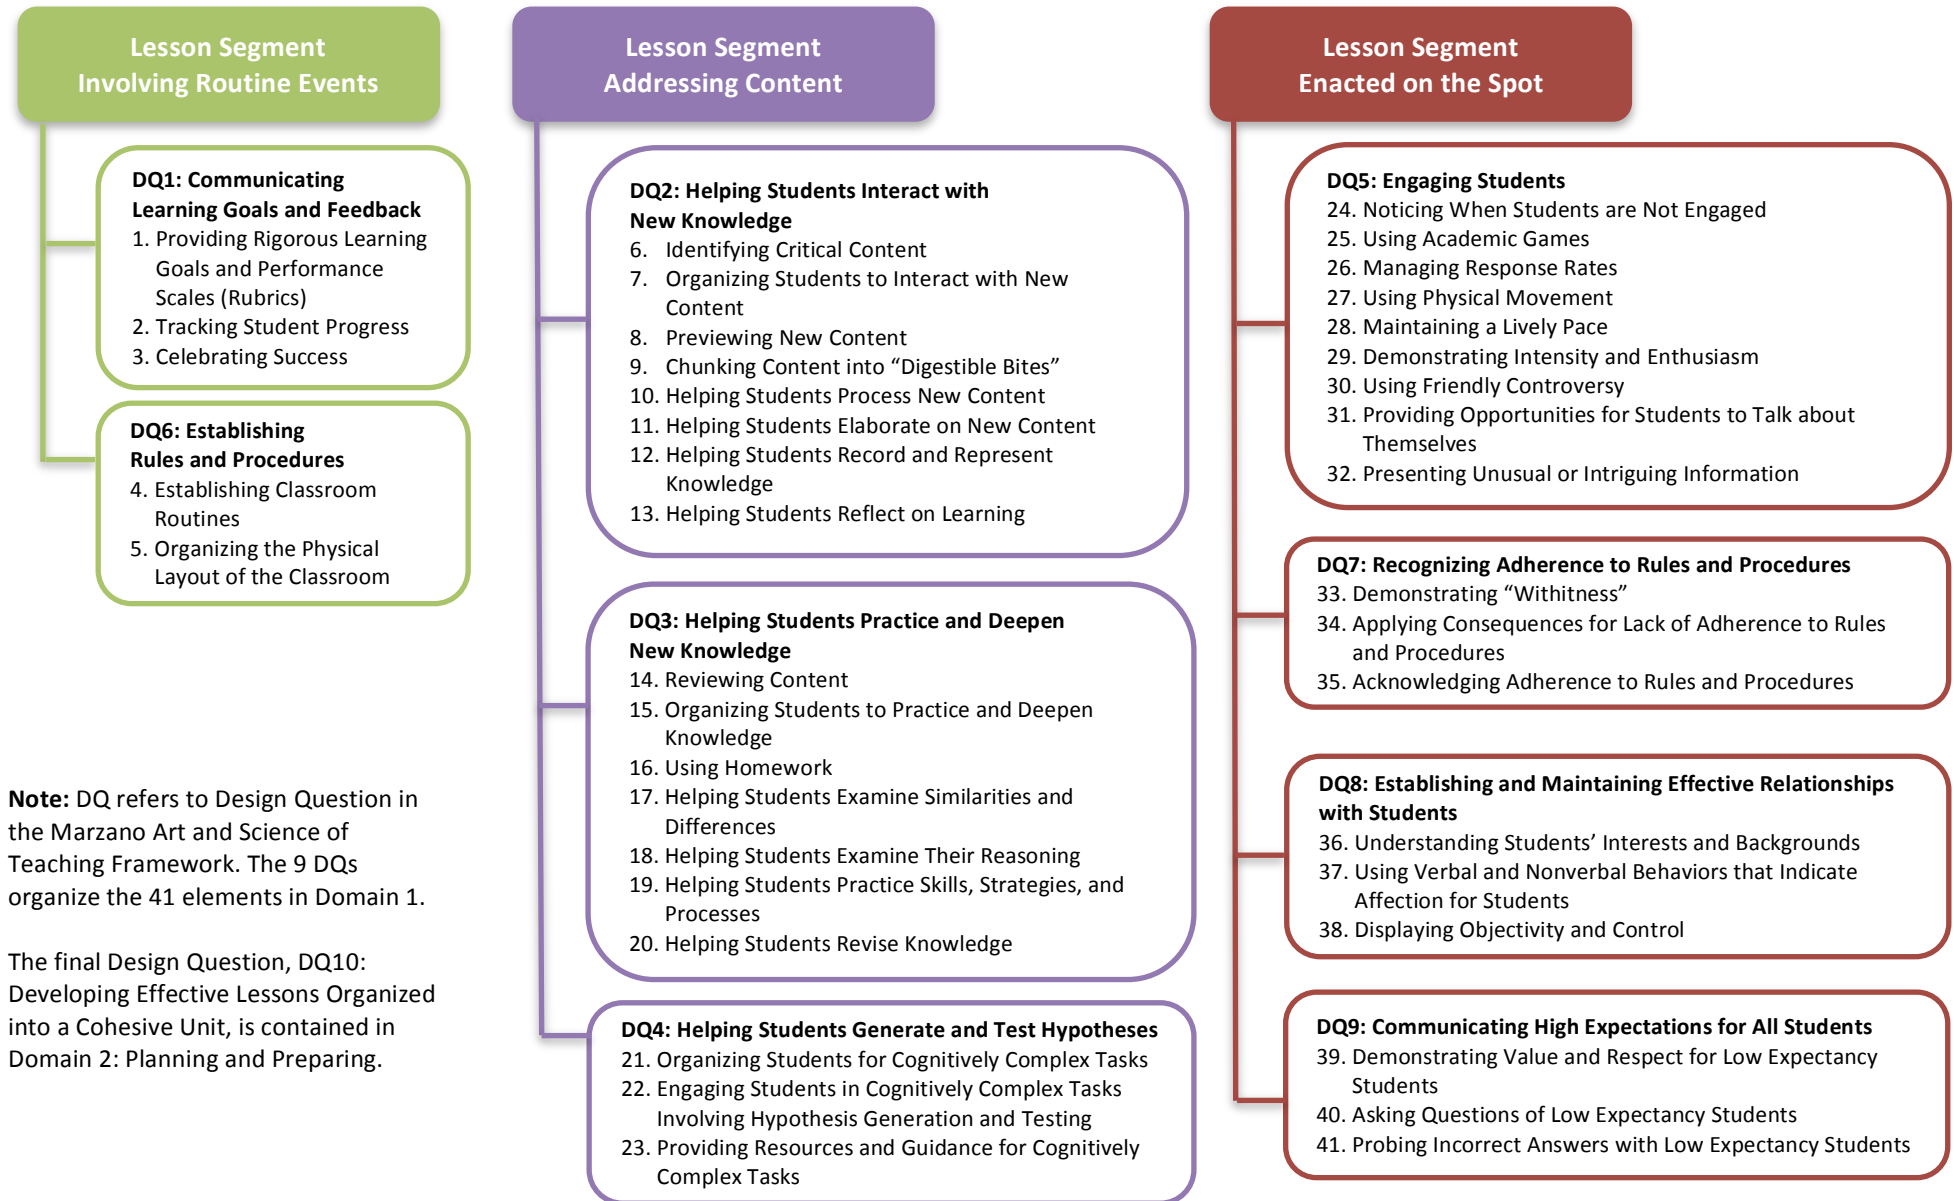 Lesson Segment
Involving Routine Events
DQ1: Communicating
Learning Goals and Feedback
1. Providing Rigorous Learning
Goals and Performance
Scales (Rubrics)
2. Tracking Student Progress
3. Celebrating Success
DQ6: Establishing
Rules and Procedures
4. Establishing Classroom
Routines
5. Organizing the Physical
Layout of the Classroom
Note: DQ refers to Design Question in
the Marzano Art and Science of
Teaching Framework. The 9 DQs
organize the 41 elements in Domain 1.
The final Design Question, DQ10:
Developing Effective Lessons Organized
into a Cohesive Unit, is contained in
Domain 2: Planning and Preparing.
Lesson Segment
Addressing Content
DQ2: Helping Students Interact with
New Knowledge
6. Identifying Critical Content
7. Organizing Students to Interact with New
Content
8. Previewing New Content
9. Chunking Content into “Digestible Bites”
10. Helping Students Process New Content
11. Helping Students Elaborate on New Content
12. Helping Students Record and Represent
Knowledge
13. Helping Students Reflect on Learning
DQ3: Helping Students Practice and Deepen
New Knowledge
14. Reviewing Content
15. Organizing Students to Practice and Deepen
Knowledge
16. Using Homework
17. Helping Students Examine Similarities and
Differences
18. Helping Students Examine Their Reasoning
19. Helping Students Practice Skills, Strategies, and
Processes
20. Helping Students Revise Knowledge
DQ4: Helping Students Generate and Test Hypotheses
21. Organizing Students for Cognitively Complex Tasks
22. Engaging Students in Cognitively Complex Tasks
Involving Hypothesis Generation and Testing
23. Providing Resources and Guidance for Cognitively
Complex Tasks
Lesson Segment
Enacted on the Spot
DQ5: Engaging Students
24. Noticing When Students are Not Engaged
25. Using Academic Games
26. Managing Response Rates
27. Using Physical Movement
28. Maintaining a Lively Pace
29. Demonstrating Intensity and Enthusiasm
30. Using Friendly Controversy
31. Providing Opportunities for Students to Talk about
Themselves
32. Presenting Unusual or Intriguing Information
DQ7: Recognizing Adherence to Rules and Procedures
33. Demonstrating “Withitness”
34. Applying Consequences for Lack of Adherence to Rules
and Procedures
35. Acknowledging Adherence to Rules and Procedures
DQ8: Establishing and Maintaining Effective Relationships
with Students
36. Understanding Students’ Interests and Backgrounds
37. Using Verbal and Nonverbal Behaviors that Indicate
Affection for Students
38. Displaying Objectivity and Control
DQ9: Communicating High Expectations for All Students
39. Demonstrating Value and Respect for Low Expectancy
Students
40. Asking Questions of Low Expectancy Students
41. Probing Incorrect Answers with Low Expectancy Students